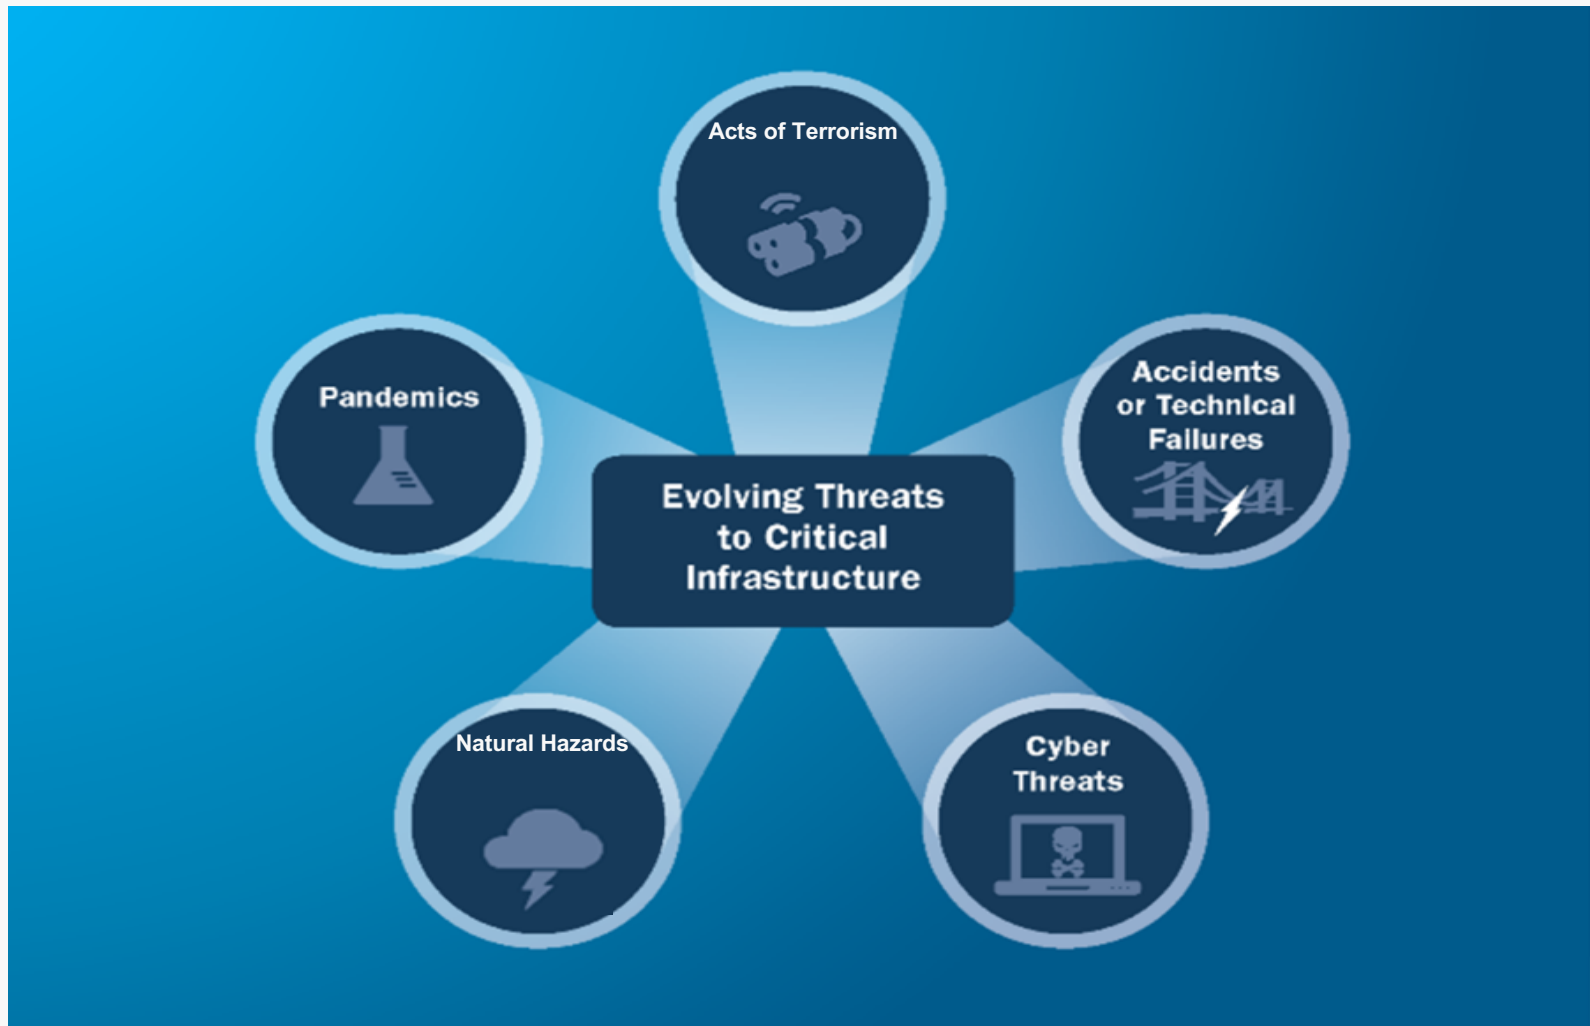 Acts of Terrorism
Pandemics
Accidents
or Technical
Failures
Evolving Threats
to Critical
Infrastructure
Natural Hazards
Cyber
Threats